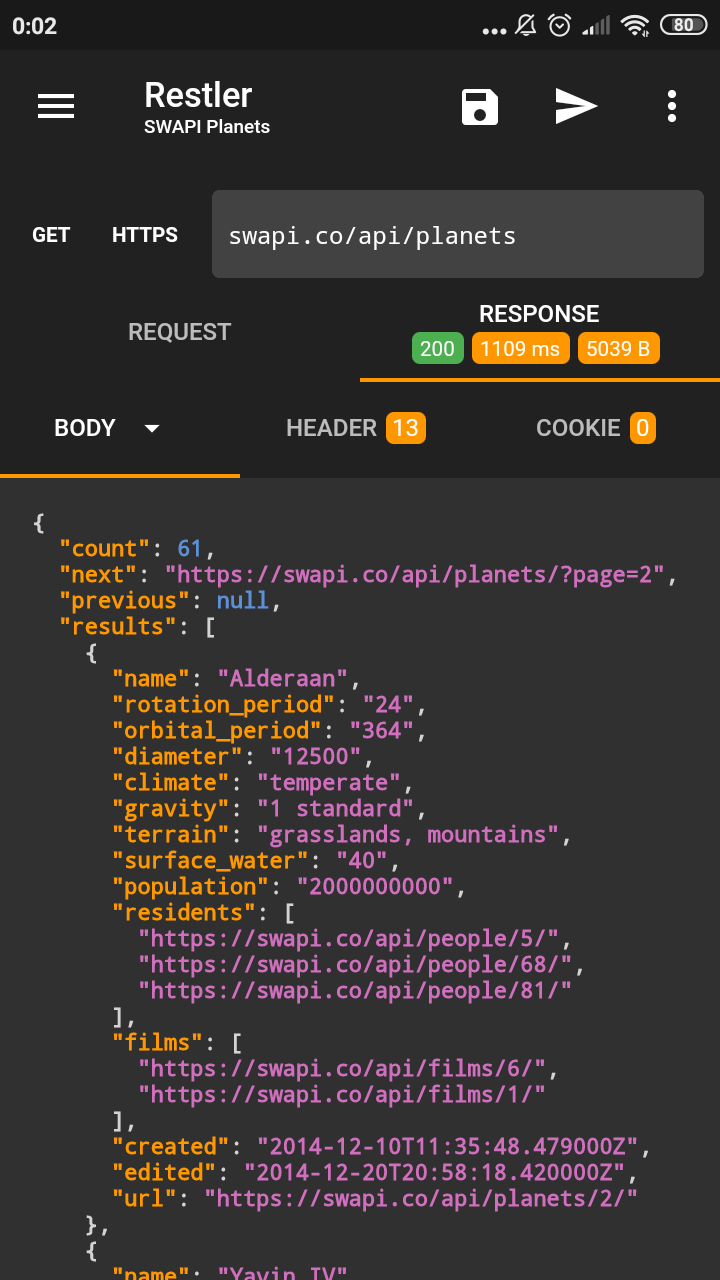 0:02
80
Restler
SWAPI Planets
GET HTTPS swapi.co/api/planets
REQUEST
RESPONSE
200 1109 ms 5039 B
BODY HEADER 13 COOKIE 0
{
"count": 61,
"next": "https://swapi.co/api/planets/?page=2",
"previous": null,
"results": [
{
"name": "Alderaan",
"rotation_period": "24",
"orbital_period": "364",
"diameter": "12500",
"climate": "temperate",
"gravity": "1 standard",
"terrain": "grasslands, mountains",
"surface_water": "40",
"population": "2000000000",
"residents": [
"https://swapi.co/api/people/5/",
"https://swapi.co/api/people/68/",
"https://swapi.co/api/people/81/"
],
"films": [
"https://swapi.co/api/films/6/",
"https://swapi.co/api/films/1/"
],
"created": "2014-12-10T11:35:48.479000Z",
"edited": "2014-12-20T20:58:18.420000Z",
"url": "https://swapi.co/api/planets/2/"
},
{
"name": "Yavin IV"